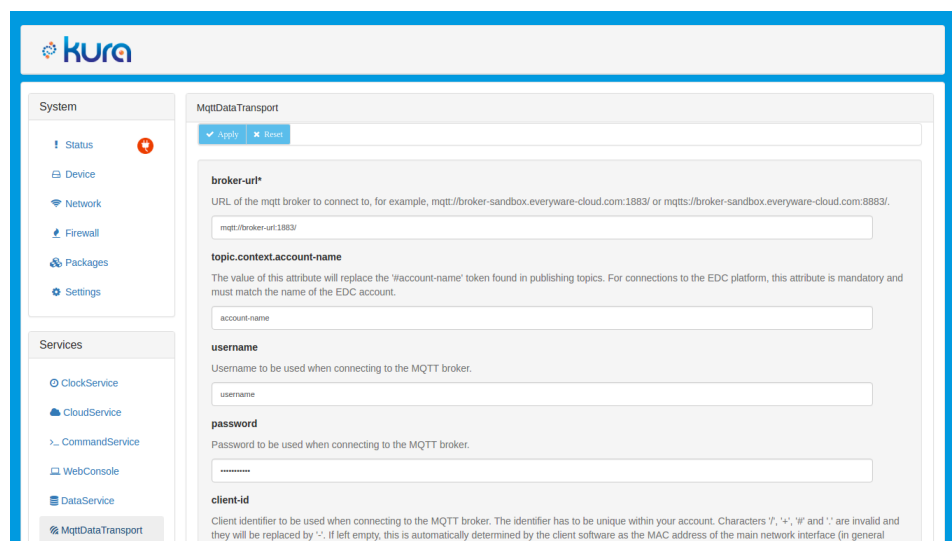 kura
System
Status
Device
Network
Firewall
Packages
Settings
Services
ClockService
CloudService
>_ CommandService
WebConsole
DataService
MqttDataTransport
MqttDataTransport
Apply Reset
broker-url*
URL of the mqtt broker to connect to, for example, mqtt://broker-sandbox.everyware-cloud.com:1883/ or mqtts://broker-sandbox.everyware-cloud.com:8883/.
mqtt://broker-url:1883/
topic.context.account-name
The value of this attribute will replace the '#account-name' token found in publishing topics. For connections to the EDC platform, this attribute is mandatory and
must match the name of the EDC account.
account-name
username
Username to be used when connecting to the MQTT broker.
username
password
Password to be used when connecting to the MQTT broker.
•••••••••••
client-id
Client identifier to be used when connecting to the MQTT broker. The identifier has to be unique within your account. Characters '/', '+', '#' and '.' are invalid and
they will be replaced by '-'. If left empty, this is automatically determined by the client software as the MAC address of the main network interface (in general